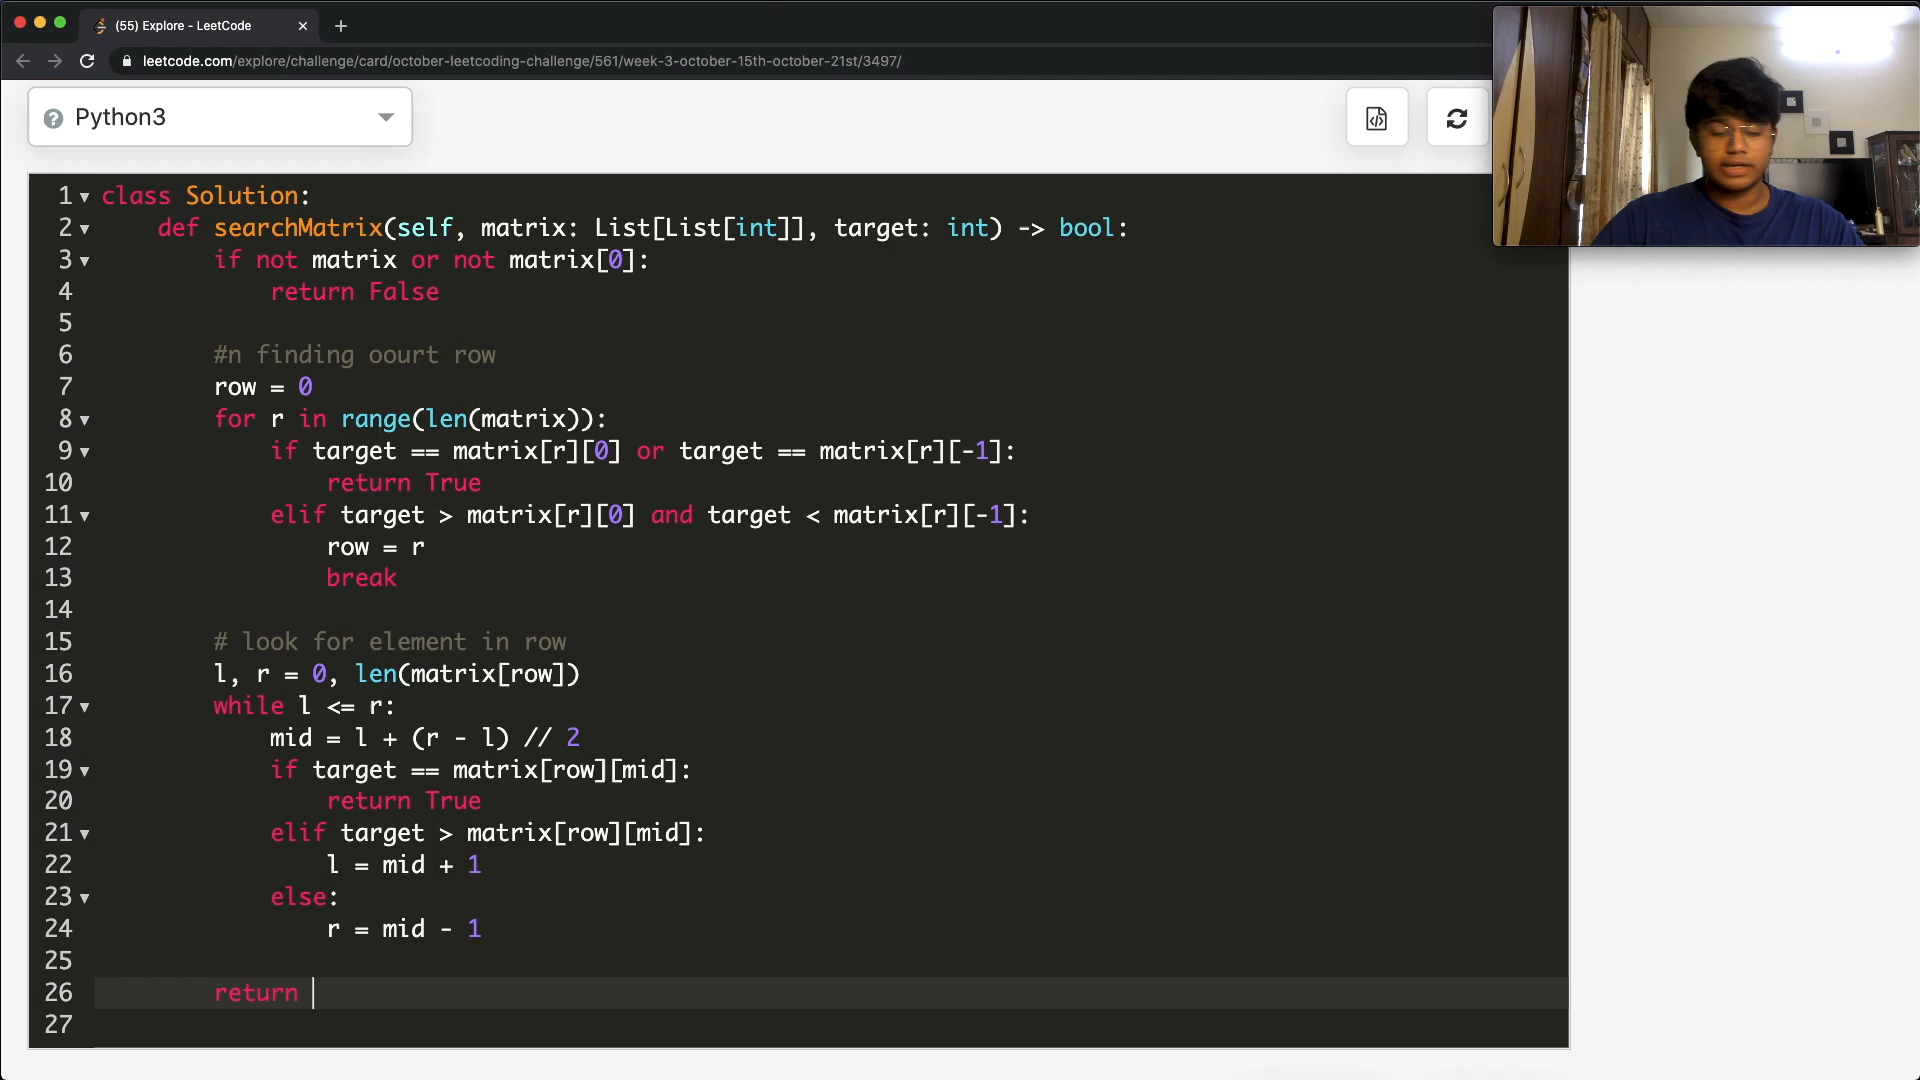 (55) Explore - LeetCode
leetcode.com/explore/challenge/card/october-leetcoding-challenge/561/week-3-october-15th-october-21st/3497/
Python3
1 class Solution:
2     def searchMatrix(self, matrix: List[List[int]], target: int) -> bool:
3         if not matrix or not matrix[0]:
4             return False
5
6         #n finding oourt row
7         row = 0
8         for r in range(len(matrix)):
9             if target == matrix[r][0] or target == matrix[r][-1]:
10                 return True
11             elif target > matrix[r][0] and target < matrix[r][-1]:
12                 row = r
13                 break
14
15         # look for element in row
16         l, r = 0, len(matrix[row])
17         while l <= r:
18             mid = l + (r - l) // 2
19             if target == matrix[row][mid]:
20                 return True
21             elif target > matrix[row][mid]:
22                 l = mid + 1
23             else:
24                 r = mid - 1
25
26         return
27